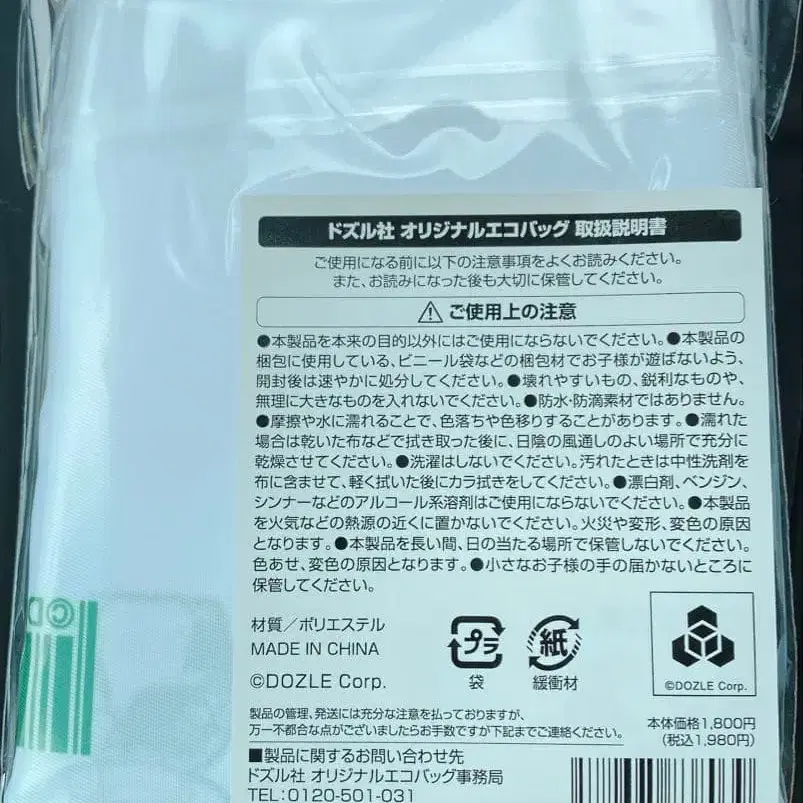 ドズル社 オリジナルエコバッグ 取扱説明書
ご使用になる前に以下の注意事項をよくお読みください。
また、お読みになった後も大切に保管してください。
ご使用上の注意
●本製品を本来の目的以外にはご使用にならないでください。●本製品の
梱包に使用している、ビニール袋などの梱包材でお子様が遊ばないよう、
開封後は速やかに処分してください。●壊れやすいもの、鋭利なものや、
無理に大きなものを入れないでください。●防水・防滴素材ではありません。
●摩擦や水に濡れることで、色落ちや色移りすることがあります。●濡れた
場合は乾いた布などで拭き取った後に、日陰の風通しのよい場所で充分に
乾燥させてください。●洗濯はしないでください。汚れたときは中性洗剤を
布に含ませて、軽く拭いた後にカラ拭きをしてください。●漂白剤、ベンジン、
シンナーなどのアルコール系溶剤はご使用にならないでください。●本製品
を火気などの熱源の近くに置かないでください。火災や変形、変色の原因
となります。●本製品を長い間、日の当たる場所で保管しないでください。
色あせ、変色の原因となります。●小さなお子様の手の届かないところに
保管してください。
材質/ポリエステル
MADE IN CHINA
©DOZLE Corp.
プラ
袋
紙
緩衝材
©DOZLE Corp.
製品の管理、発送には充分な注意を払っておりますが、
万一不都合な点がございましたらお手数ですが下記までご連絡ください。
本体価格1,800円
(税込1,980円)
■製品に関するお問い合わせ先
ドズル社 オリジナルエコバッグ事務局
TEL:0120-501-031